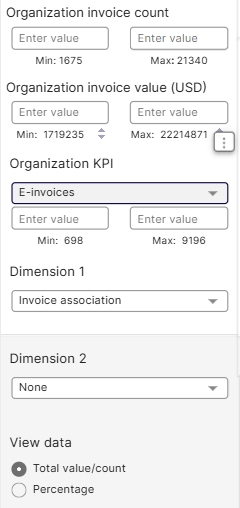 Organization invoice count
Enter value Enter value
Min: 1675 Max: 21340
Organization invoice value (USD)
Enter value Enter value
Min: 1719235 Max: 22214871
Organization KPI
E-invoices
Enter value Enter value
Min: 698 Max: 9196
Dimension 1
Invoice association
Dimension 2
None
View data
Total value/count
Percentage